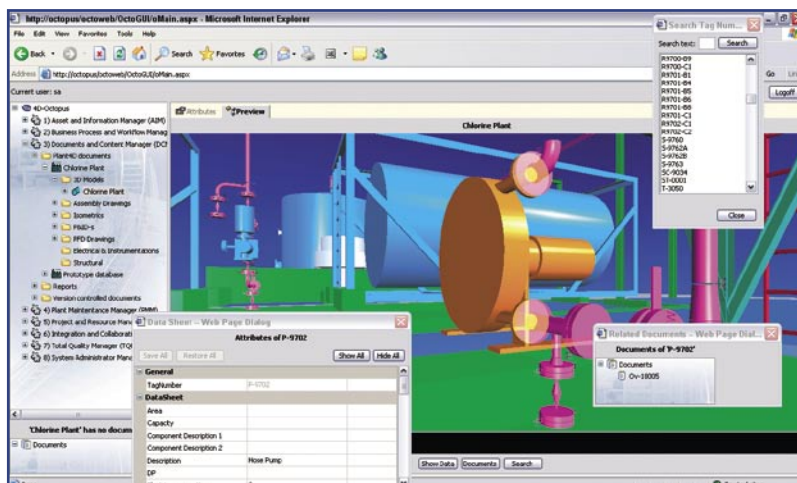 http://octopus/octoweb/OctoGUI/oMain.aspx - Microsoft Internet Explorer
File Edit View Favorites Tools Help
Back Search Favorites
Address http://octopus/octoweb/OctoGUI/oMain.aspx
Go
Current user: sa
Logoff
4D-Octopus
1) Asset and Information Manager (AIM)
2) Business Process and Workflow Manag
3) Documents and Content Manager (DCM
Plant4D documents
Chlorine Plant
3D Models
Chlorine Plant
Assembly Drawings
Isometrics
P&ID-s
PFD Drawings
Electrical & Instrumentations
Structural
Prototype database
Reports
Version controlled documents
4) Plant Maintentance Manager (PMM)
5) Project and Resource Man
6) Integration and Collaborati
7) Total Quality Manager (TQ
8) System Administrator Mana
'Chlorine Plant' has no docum
Documents
Attributes Preview
Chlorine Plant
Search Tag Num...
Search text: Search
R9700-B9
R9700-C1
R9701-B1
R9701-B4
R9701-B5
R9701-B6
R9701-B8
R9701-C1
R9702-C1
R9702-C2
S-9760
S-9762A
S-9762B
S-9763
SC-9034
ST-0001
T-3050
Close
Data Sheet -- Web Page Dialog
Attributes of P-9702
Save All Restore All Show All Hide All
General
TagNumber P-9702
DataSheet
Area
Capacity
Component Description 1
Component Description 2
Description Hose Pump
DP
Related Documents -- Web Page Dial...
Documents of 'P-9702'
Documents
Ov-18005
Show Data Documents Search